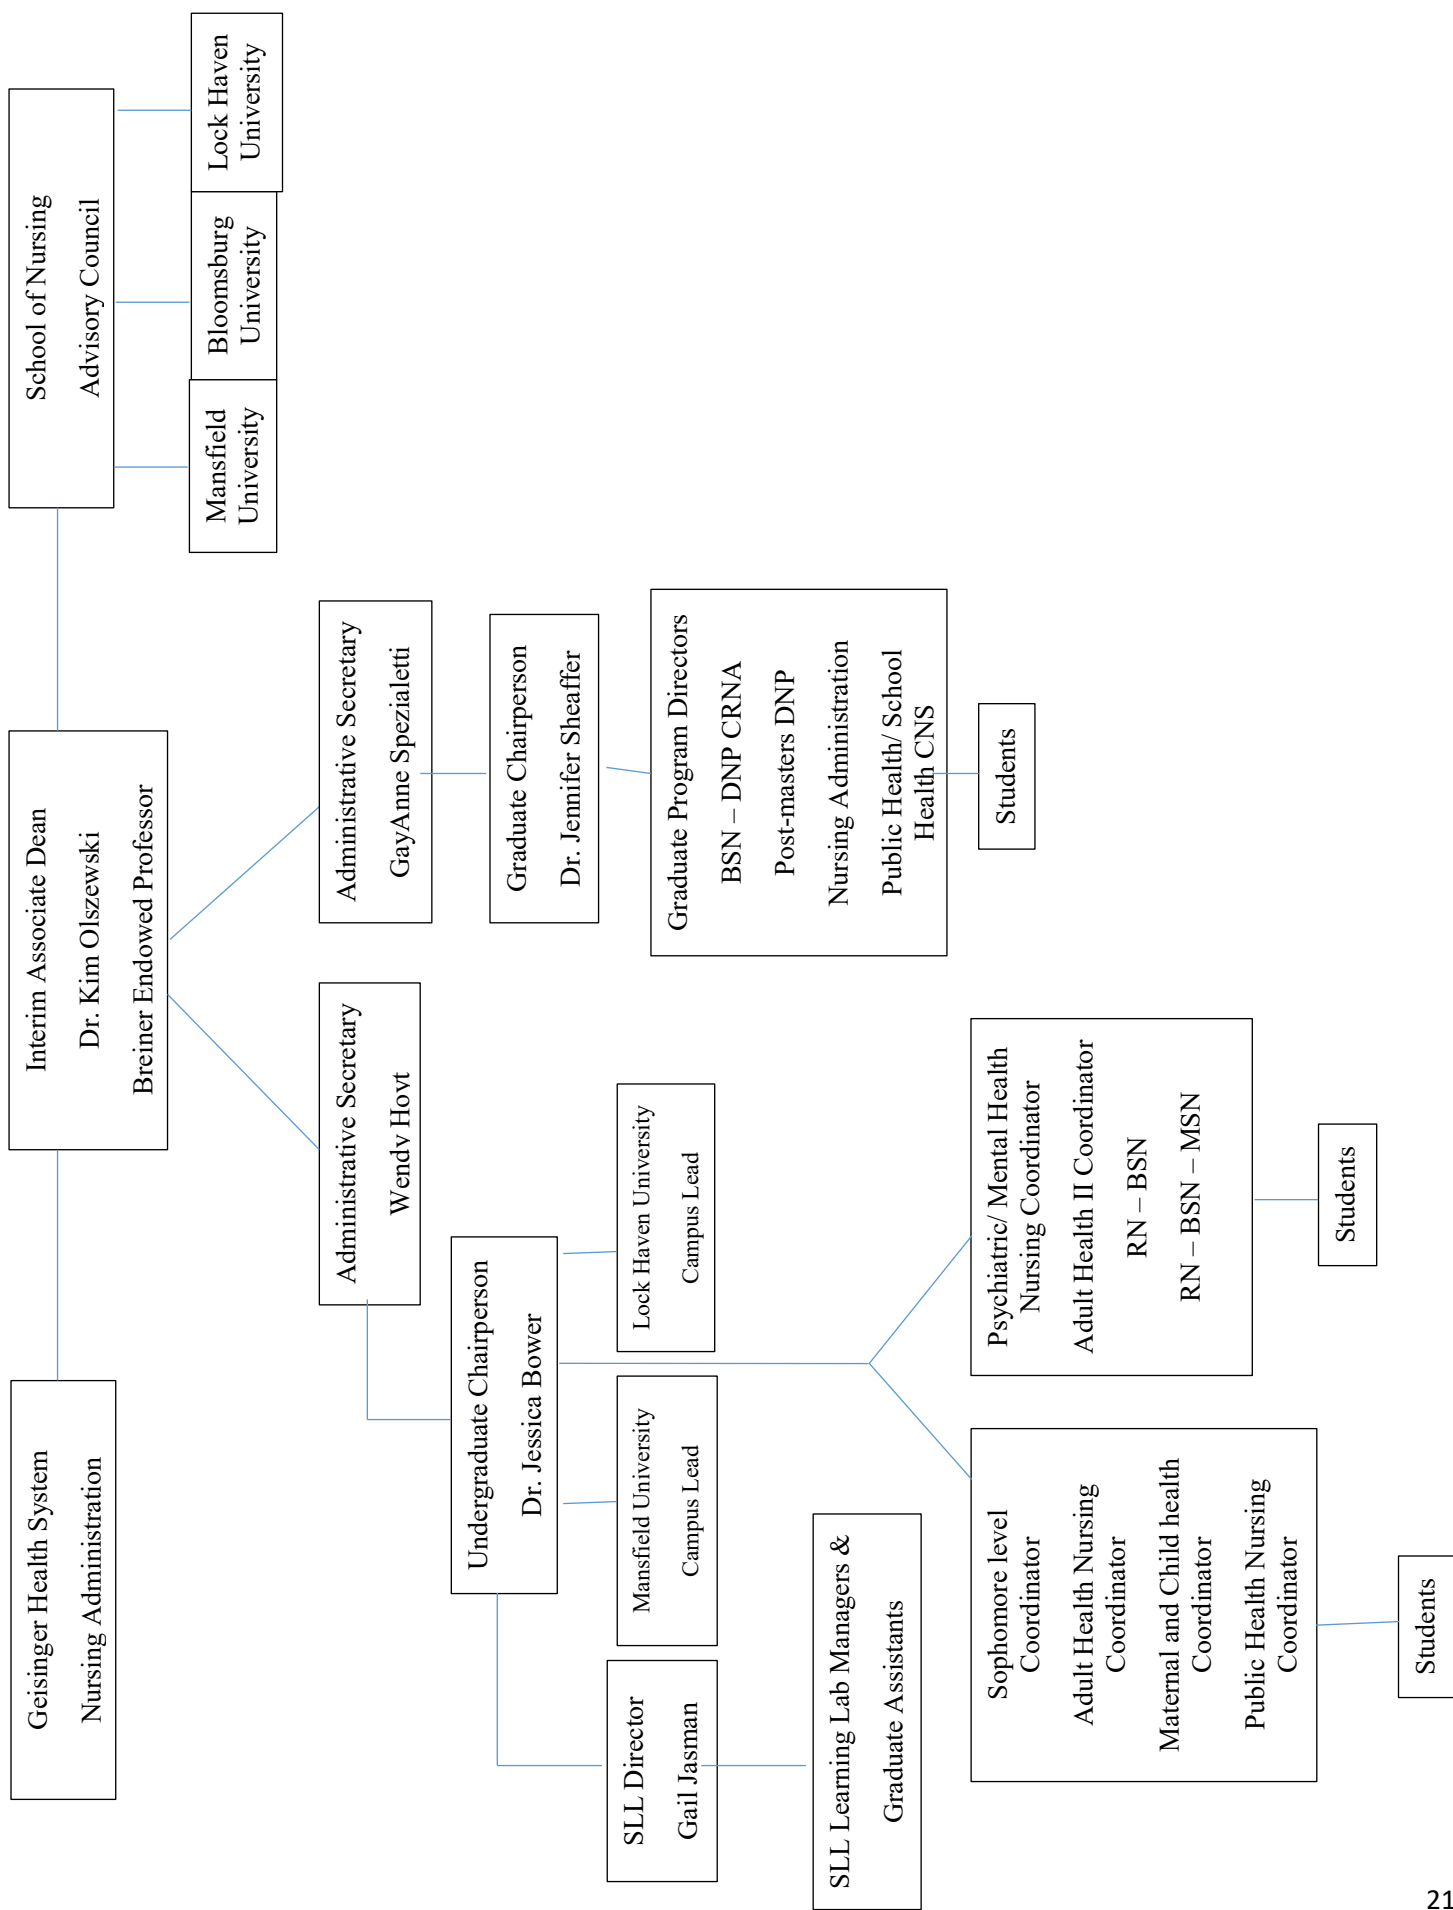 Geisinger Health System
Nursing Administration
Interim Associate Dean
Dr. Kim Olszewski
Breiner Endowed Professor
School of Nursing
Advisory Council
Mansfield
University
Bloomsburg
University
Lock Haven
University
Administrative Secretary
Wendy Hoyt
Administrative Secretary
GayAnne Spezialetti
Undergraduate Chairperson
Dr. Jessica Bower
Graduate Chairperson
Dr. Jennifer Sheaffer
SLL Director
Gail Jasman
Mansfield University
Campus Lead
Lock Haven University
Campus Lead
Graduate Program Directors
BSN – DNP CRNA
Post-masters DNP
Nursing Administration
Public Health/ School
Health CNS
Students
SLL Learning Lab Managers &
Graduate Assistants
Sophomore level
Coordinator
Adult Health Nursing
Coordinator
Maternal and Child health
Coordinator
Public Health Nursing
Coordinator
Students
Psychiatric/ Mental Health
Nursing Coordinator
Adult Health II Coordinator
RN – BSN
RN – BSN – MSN
Students
21